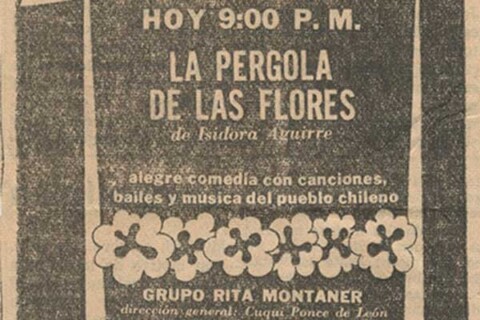 HOY 9:00 P. M.
LA PERGOLA
DE LAS FLORES
de Isidora Aguirre
alegre comedia con canciones,
bailes y musica del pueblo chileno
GRUPO RITA MONTANER
dirección general: Cuqui Ponce de León